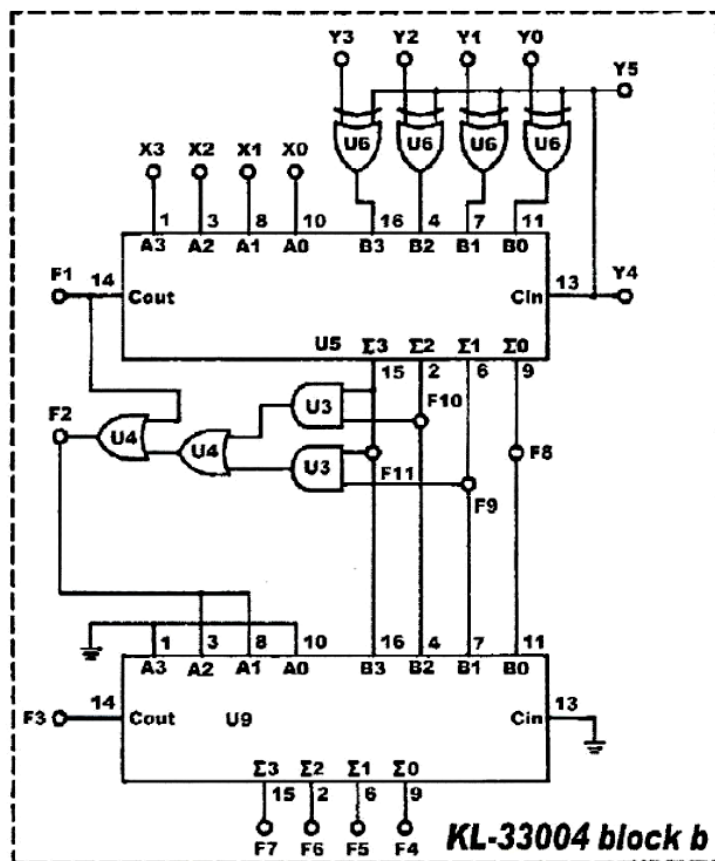 Y3 Y2 Y1 Y0
Y5
U6 U6 U6 U6
X3 X2 X1 X0
1 3 8 10 16 4 7 11
A3 A2 A1 A0 B3 B2 B1 B0
F1 14 Cout Cin 13 Y4
U5 Σ3 Σ2 Σ1 Σ0
15 2 6 9
U3 F10
F2 U4 U4 U3 F11 F8
F9
1 3 8 10 16 4 7 11
A3 A2 A1 A0 B3 B2 B1 B0
F3 14 Cout U9 Cin 13
Σ3 Σ2 Σ1 Σ0
15 2 6 9
F7 F6 F5 F4
KL-33004 block b